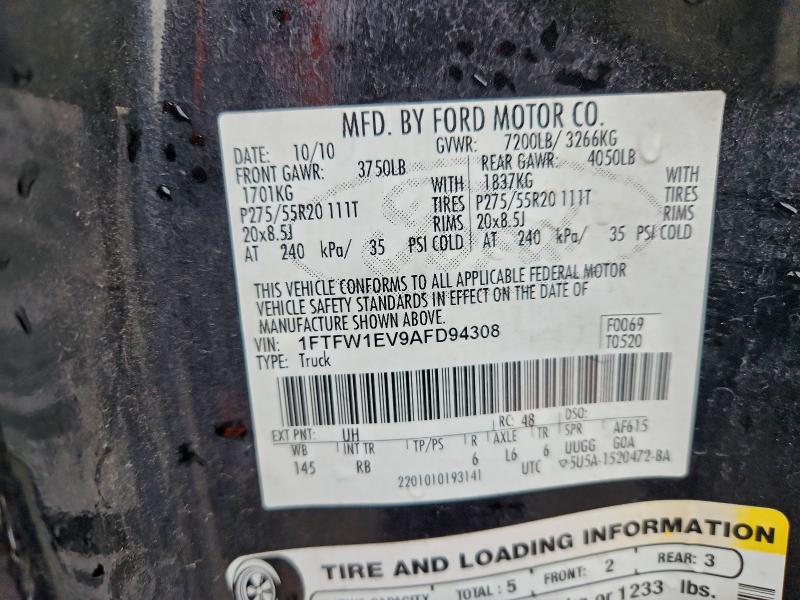 MFD. BY FORD MOTOR CO.
DATE: 10/10 GVWR: 7200LB/ 3266KG
FRONT GAWR: 3750LB REAR GAWR: 4050LB
1701KG WITH 1837KG WITH
P275/55R20 111T TIRES P275/55R20 111T TIRES
20x8.5J RIMS 20x8.5J RIMS
AT 240 kPa/ 35 PSI COLD AT 240 kPa/ 35 PSI COLD
THIS VEHICLE CONFORMS TO ALL APPLICABLE FEDERAL MOTOR
VEHICLE SAFETY STANDARDS IN EFFECT ON THE DATE OF
MANUFACTURE SHOWN ABOVE.
VIN: 1FTFW1EV9AFD94308 F0069
TYPE: Truck T0520
EXT PNT: UH RC: 48 DSO:
WB INT TR TP/PS R AXLE TR SPR AF615
145 RB 6 L6 6 UUGG GOA
2201010193141 UTC 5U5A-1520472-BA
TIRE AND LOADING INFORMATION
TOTAL : 5 FRONT: 2 REAR: 3
or 1233 lbs.